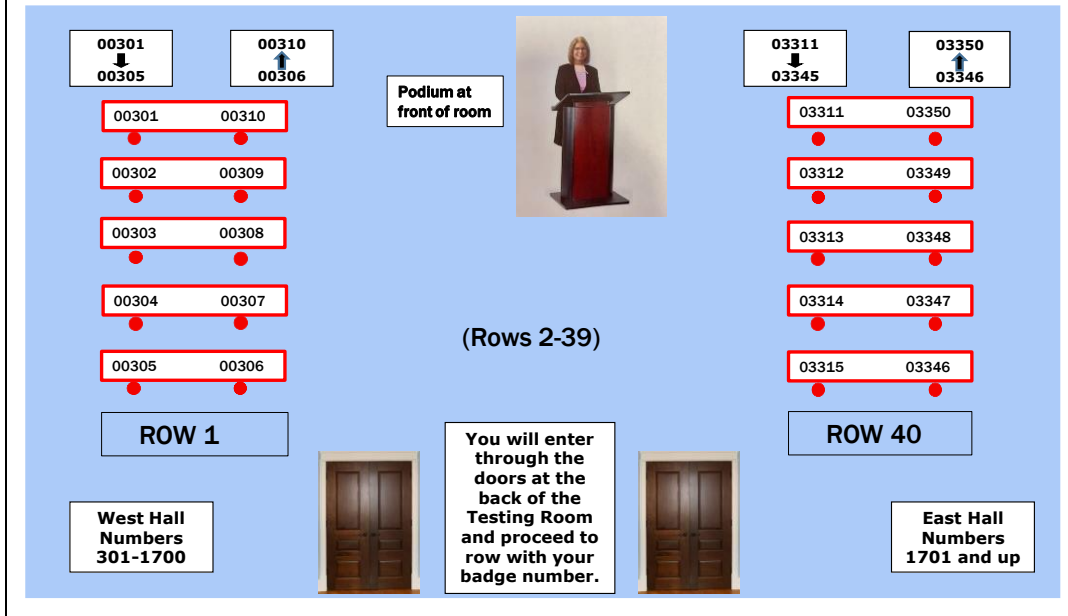 00301
00305
00310
00306
Podium at
front of room
03311
03345
03350
03346
00301 00310
00302 00309
00303 00308
00304 00307
00305 00306
ROW 1
(Rows 2-39)
03311 03350
03312 03349
03313 03348
03314 03347
03315 03346
ROW 40
West Hall
Numbers
301-1700
You will enter
through the
doors at the
back of the
Testing Room
and proceed to
row with your
badge number.
East Hall
Numbers
1701 and up